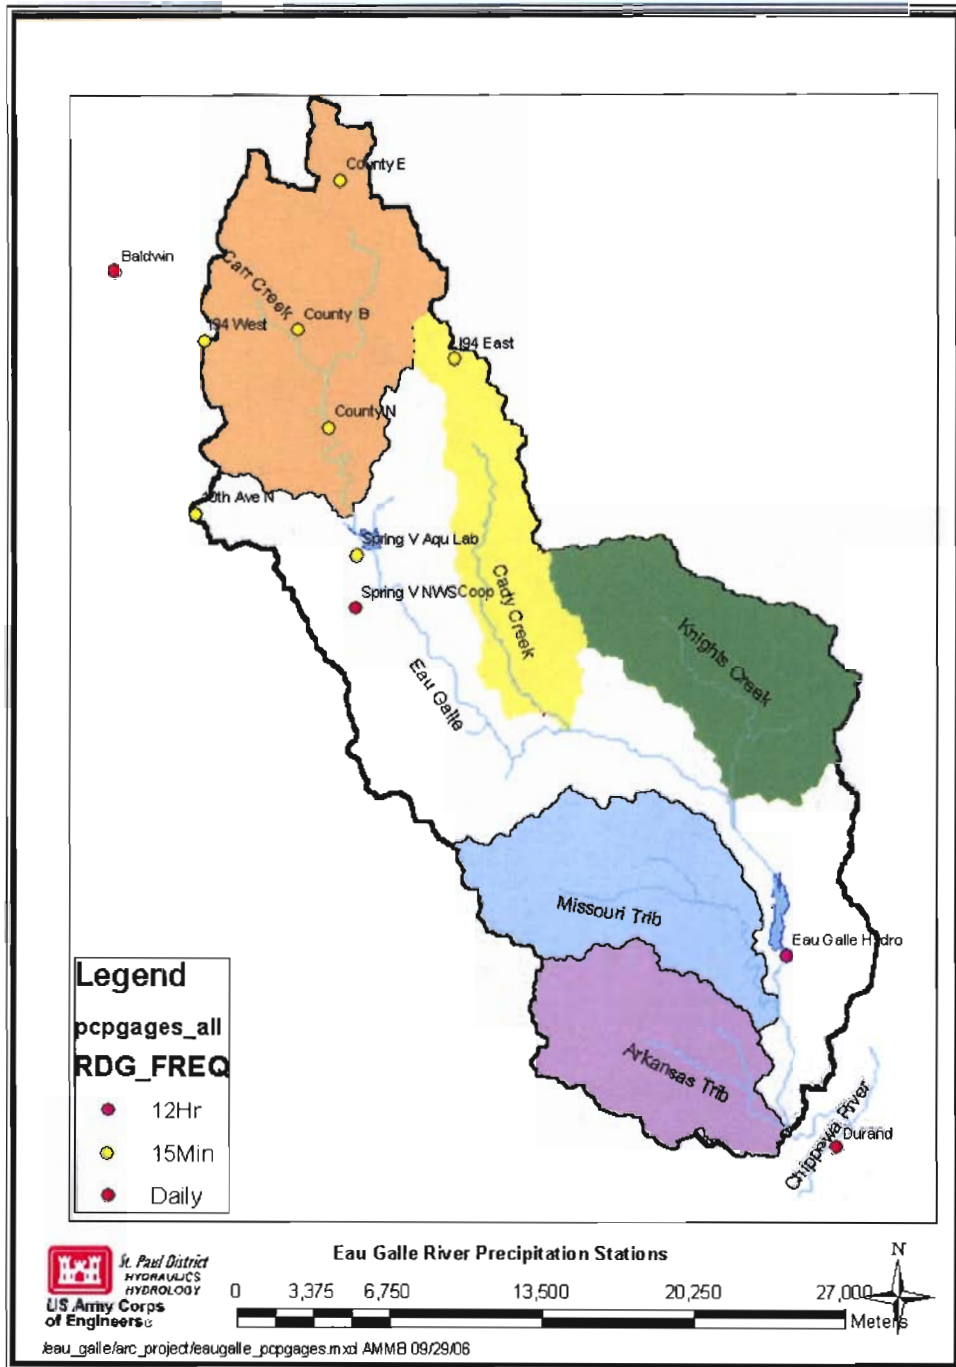 County E
Baldwin
Carr Creek
I94 West
County B
I94 East
County N
Ave N
Spring V Aqu Lab
Spring V NWSCoop
Cady Creek
Knights Creek
Eau Galle
Missouri Trib
Eau Galle Hydro
Arkansas Trib
Chippewa River
Durand
Legend
pcpgages_all
RDG_FREQ
12Hr
15Min
Daily
St. Paul District
HYDRAULICS
HYDROLOGY
US Army Corps
of Engineers®
Eau Galle River Precipitation Stations
N
0 3,375 6,750 13,500 20,250 27,000
Meters
/eau_galle/arc_project/eaugalle_pcpgages.mxd AMMB 09/29/06